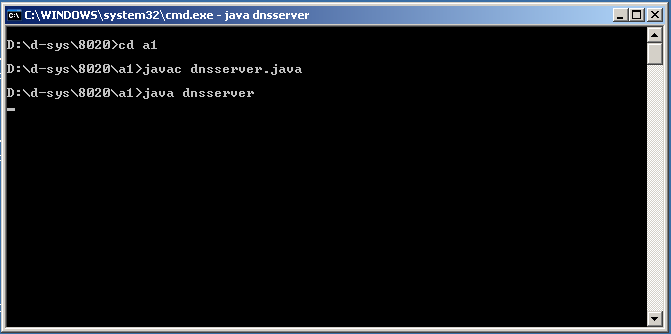 C:\WINDOWS\system32\cmd.exe - java dnsserver
D:\d-sys\8020>cd a1
D:\d-sys\8020\a1>javac dnsserver.java
D:\d-sys\8020\a1>java dnsserver